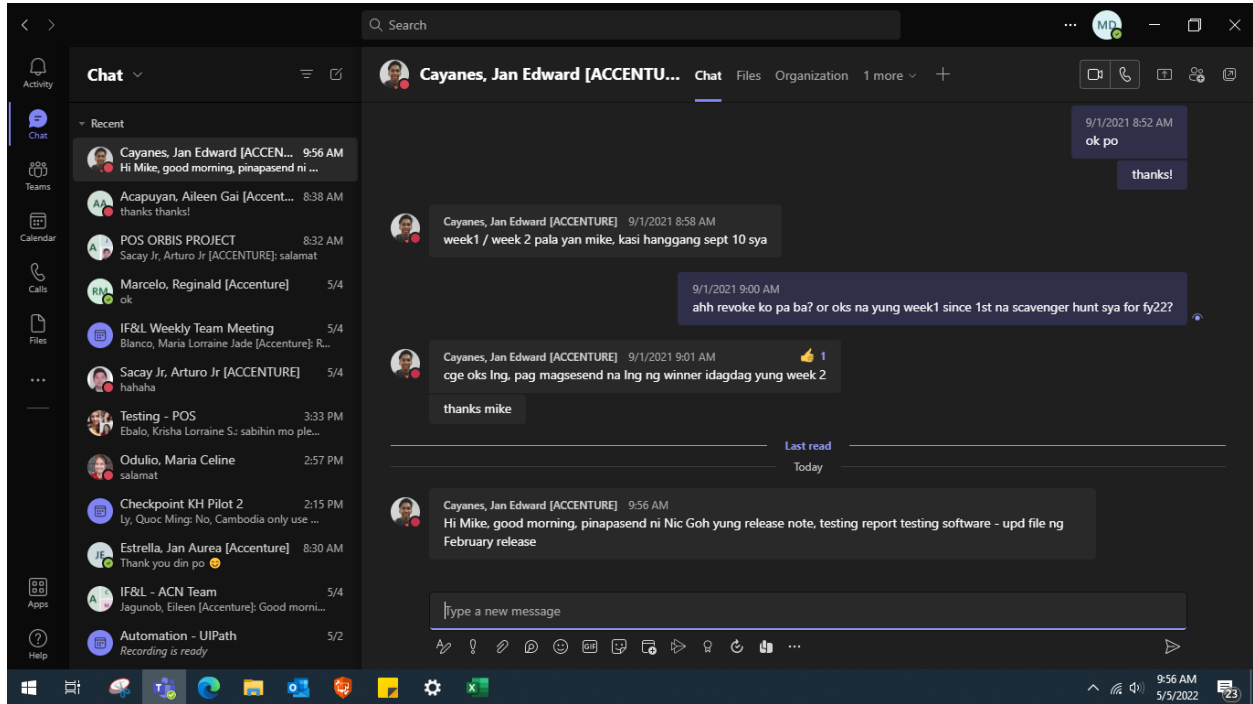 Search
MD
Activity
Chat
Teams
Calendar
Calls
Files
Apps
Help
Chat
Recent
Cayanes, Jan Edward [ACCEN... 9:56 AM
Hi Mike, good morning, pinapasend ni ...
AA
Acapuyan, Aileen Gai [Accent... 8:38 AM
thanks thanks!
A
POS ORBIS PROJECT 8:32 AM
Sacay Jr, Arturo Jr [ACCENTURE]: salamat
RM
Marcelo, Reginald [Accenture] 5/4
ok
IF&L Weekly Team Meeting 5/4
Blanco, Maria Lorraine Jade [Accenture]: R...
Sacay Jr, Arturo Jr [ACCENTURE] 5/4
hahaha
Testing - POS 3:33 PM
Ebalo, Krisha Lorraine S.: sabihin mo ple...
Odulio, Maria Celine 2:57 PM
salamat
Checkpoint KH Pilot 2 2:15 PM
Ly, Quoc Ming: No, Cambodia only use ...
JE
Estrella, Jan Aurea [Accenture] 8:30 AM
Thank you din po 😊
A
IF&L - ACN Team 5/4
Jagunob, Eileen [Accenture]: Good morni...
Automation - UIPath 5/2
Recording is ready
Cayanes, Jan Edward [ACCENTU... Chat Files Organization 1 more
9/1/2021 8:52 AM
ok po
thanks!
Cayanes, Jan Edward [ACCENTURE] 9/1/2021 8:58 AM
week1 / week 2 pala yan mike, kasi hanggang sept 10 sya
9/1/2021 9:00 AM
ahh revoke ko pa ba? or oks na yung week1 since 1st na scavenger hunt sya for fy22?
Cayanes, Jan Edward [ACCENTURE] 9/1/2021 9:01 AM 👍 1
cge oks lng, pag magsesend na lng ng winner idagdag yung week 2
thanks mike
Last read
Today
Cayanes, Jan Edward [ACCENTURE] 9:56 AM
Hi Mike, good morning, pinapasend ni Nic Goh yung release note, testing report testing software - upd file ng
February release
Type a new message
GIF
9:56 AM
5/5/2022
23